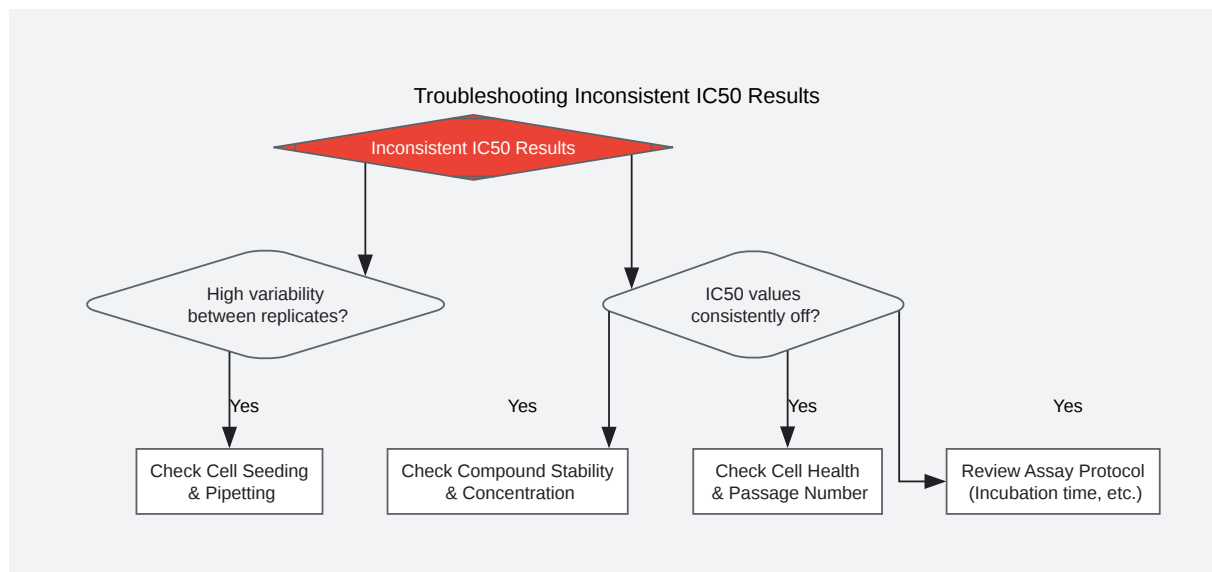 Troubleshooting Inconsistent IC50 Results
Inconsistent IC50 Results
High variability
between replicates?
IC50 values
consistently off?
Yes
Yes
Yes
Yes
Check Cell Seeding
& Pipetting
Check Compound Stability
& Concentration
Check Cell Health
& Passage Number
Review Assay Protocol
(Incubation time, etc.)